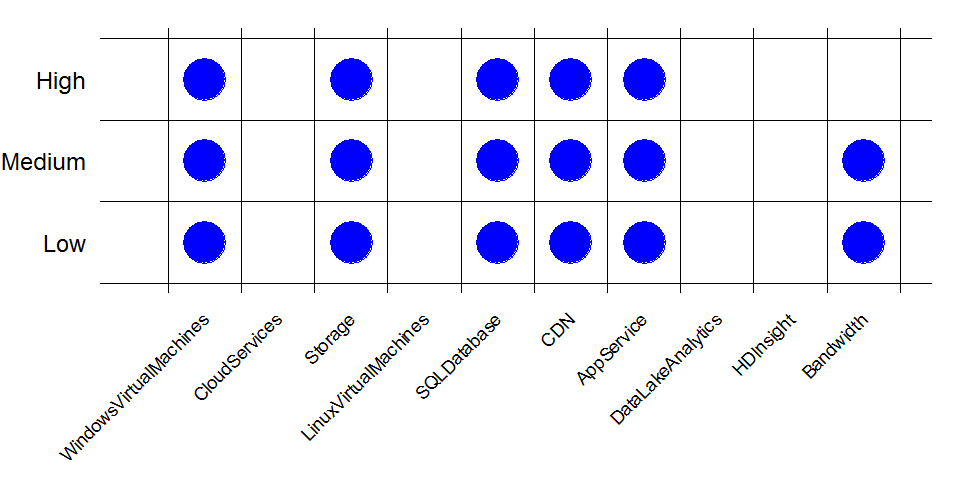 High
Medium
Low
WindowsVirtualMachines
CloudServices
Storage
LinuxVirtualMachines
SQLDatabase
CDN
AppService
DataLakeAnalytics
HDInsight
Bandwidth